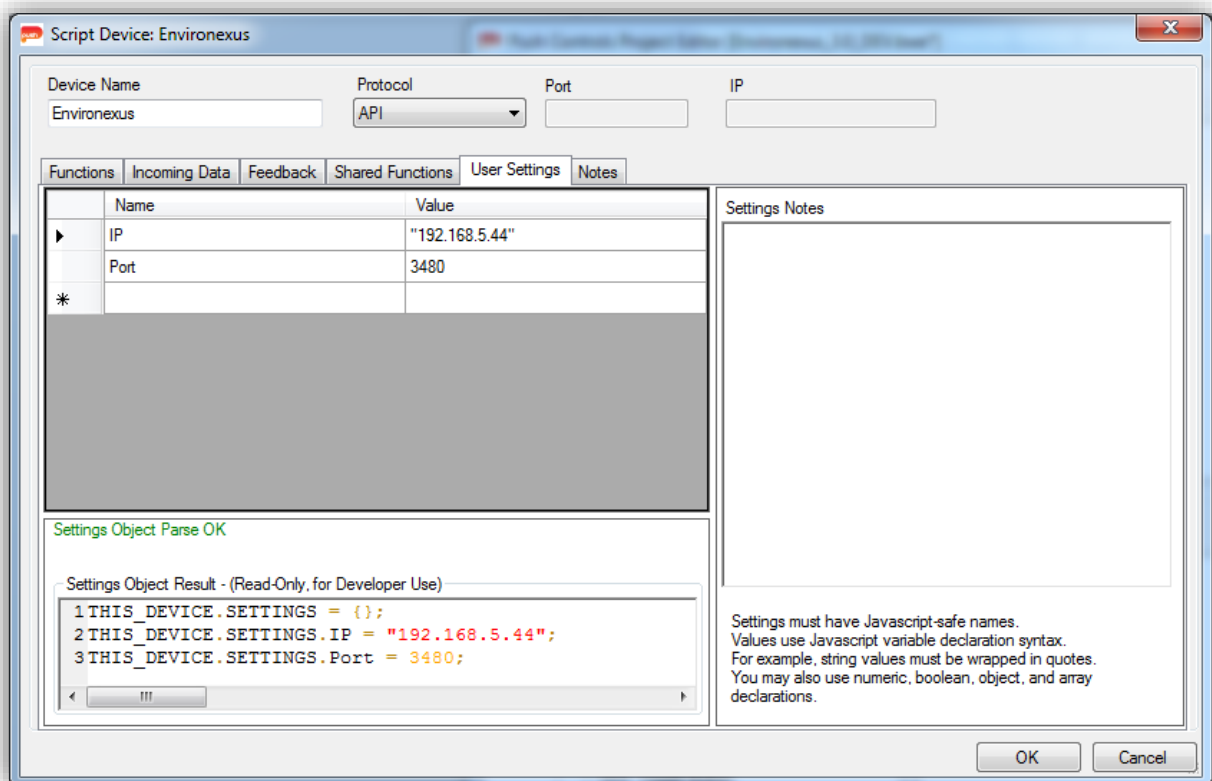 push Script Device: Environexus
Device Name Protocol Port IP
Environexus API
Functions Incoming Data Feedback Shared Functions User Settings Notes
Name Value
IP "192.168.5.44"
Port 3480
Settings Notes
Settings Object Parse OK
Settings Object Result - (Read-Only, for Developer Use)
1 THIS_DEVICE.SETTINGS = {};
2 THIS_DEVICE.SETTINGS.IP = "192.168.5.44";
3 THIS_DEVICE.SETTINGS.Port = 3480;
Settings must have Javascript-safe names.
Values use Javascript variable declaration syntax.
For example, string values must be wrapped in quotes.
You may also use numeric, boolean, object, and array
declarations.
OK Cancel